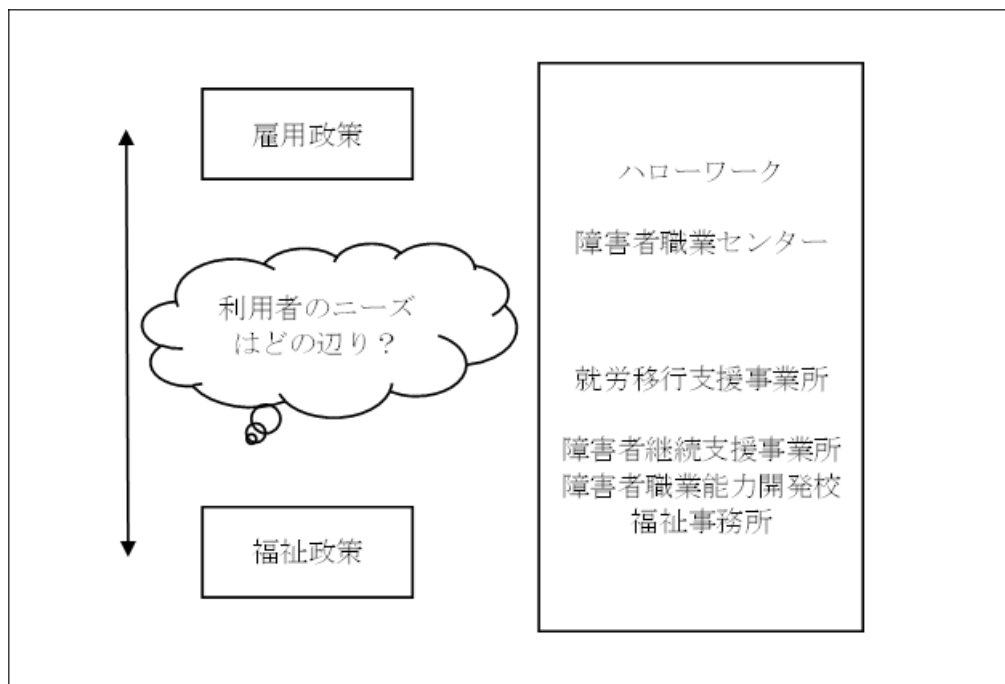 雇用政策
利用者のニーズ
はどの辺り？
福祉政策
ハローワーク
障害者職業センター
就労移行支援事業所
障害者継続支援事業所
障害者職業能力開発校
福祉事務所